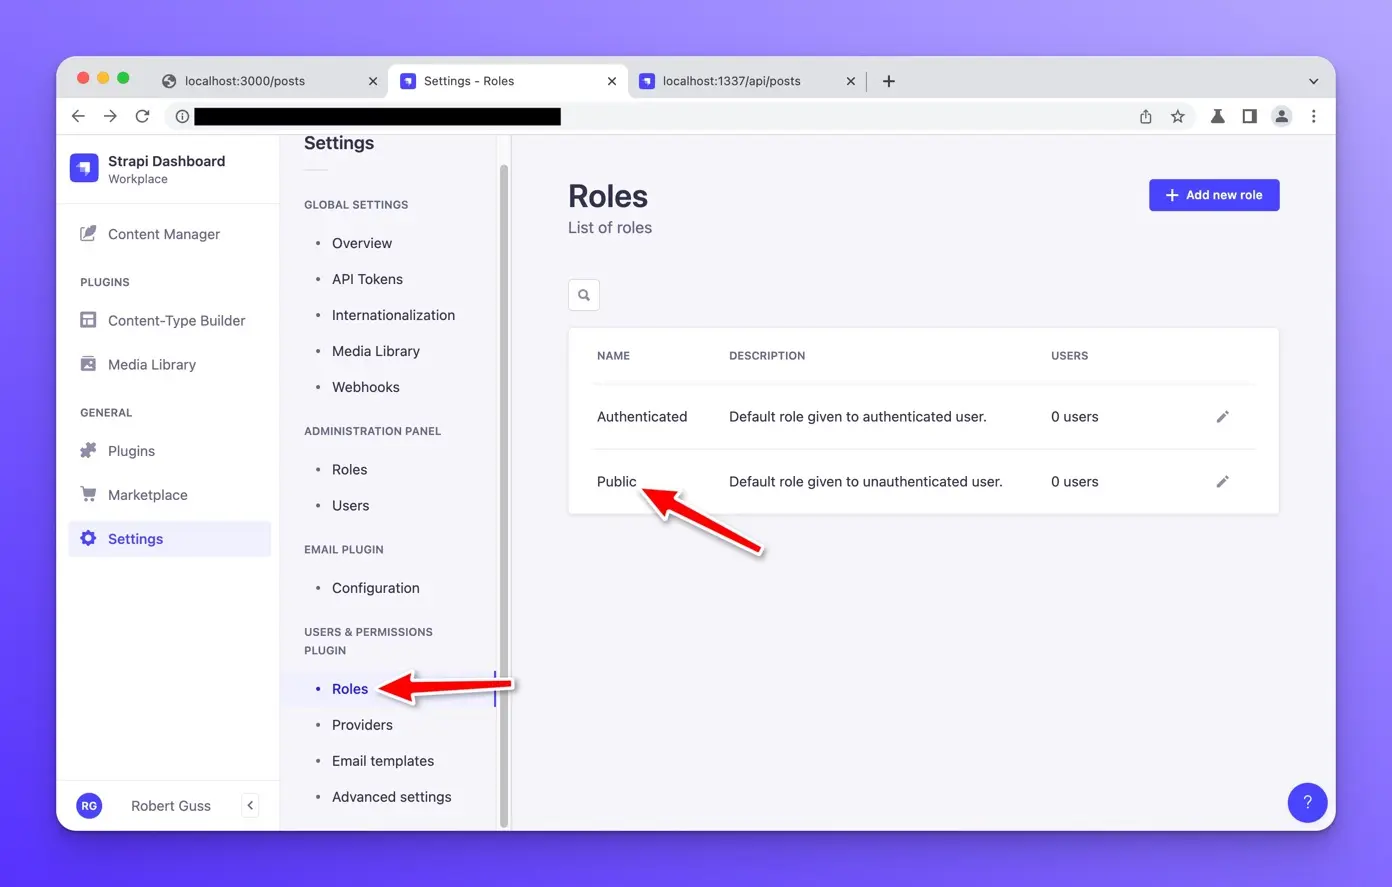 localhost:3000/posts
Settings - Roles
localhost:1337/api/posts
Strapi Dashboard
Workplace
Content Manager
PLUGINS
Content-Type Builder
Media Library
GENERAL
Plugins
Marketplace
Settings
RG
Robert Guss
Settings
GLOBAL SETTINGS
Overview
API Tokens
Internationalization
Media Library
Webhooks
ADMINISTRATION PANEL
Roles
Users
EMAIL PLUGIN
Configuration
USERS & PERMISSIONS
PLUGIN
Roles
Providers
Email templates
Advanced settings
Roles
List of roles
Add new role
NAME DESCRIPTION USERS
Authenticated Default role given to authenticated user. 0 users
Public Default role given to unauthenticated user. 0 users
?